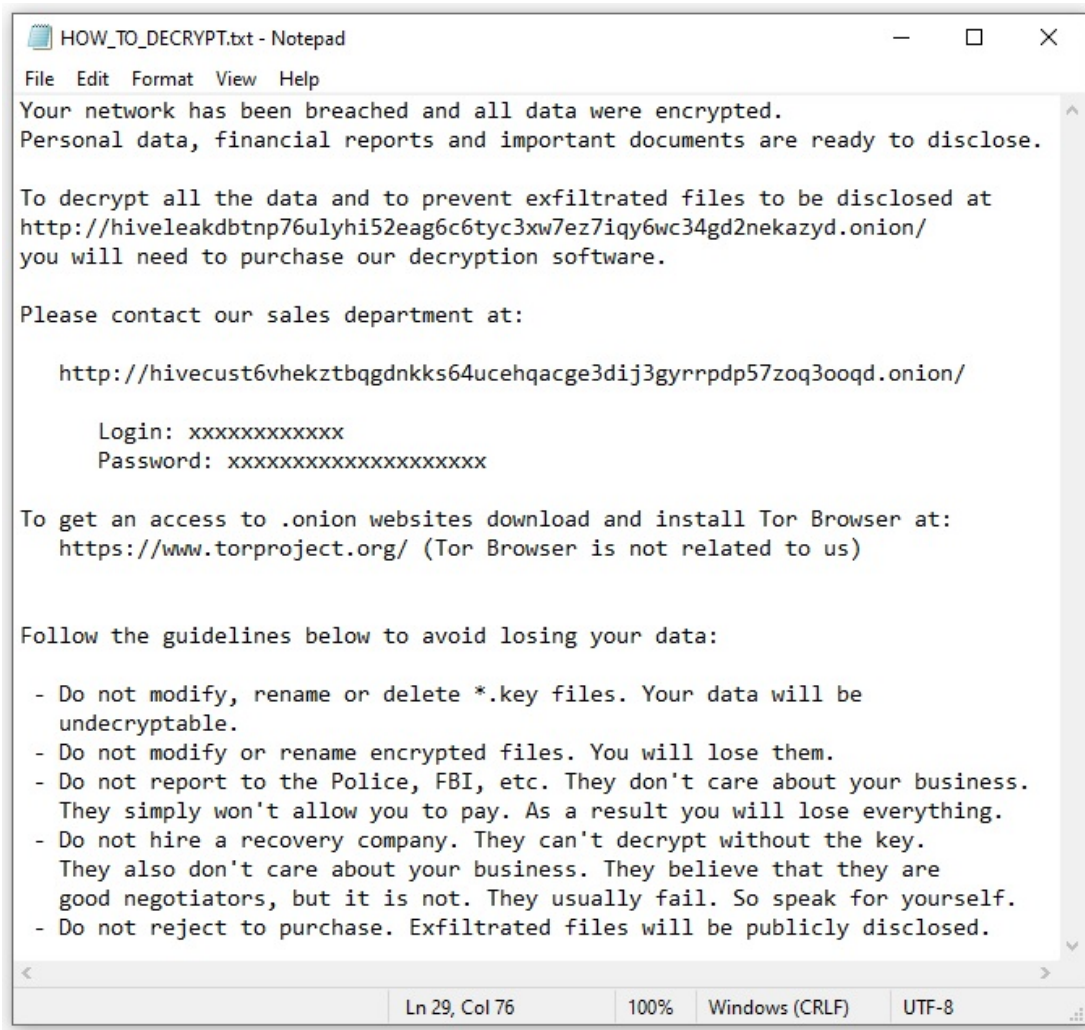 HOW_TO_DECRYPT.txt - Notepad
File Edit Format View Help
Your network has been breached and all data were encrypted.
Personal data, financial reports and important documents are ready to disclose.
To decrypt all the data and to prevent exfiltrated files to be disclosed at
http://hiveleakdbtnp76ulyhi52eag6c6tyc3xw7ez7iqy6wc34gd2nekazyd.onion/
you will need to purchase our decryption software.
Please contact our sales department at:
http://hivecust6vhekztbqgdnkks64ucehqacge3dij3gyrrpdp57zoq3ooqd.onion/
Login: xxxxxxxxxxxx
Password: xxxxxxxxxxxxxxxxxxxx
To get an access to .onion websites download and install Tor Browser at:
https://www.torproject.org/ (Tor Browser is not related to us)
Follow the guidelines below to avoid losing your data:
- Do not modify, rename or delete *.key files. Your data will be
undecryptable.
- Do not modify or rename encrypted files. You will lose them.
- Do not report to the Police, FBI, etc. They don't care about your business.
They simply won't allow you to pay. As a result you will lose everything.
- Do not hire a recovery company. They can't decrypt without the key.
They also don't care about your business. They believe that they are
good negotiators, but it is not. They usually fail. So speak for yourself.
- Do not reject to purchase. Exfiltrated files will be publicly disclosed.
Ln 29, Col 76 100% Windows (CRLF) UTF-8